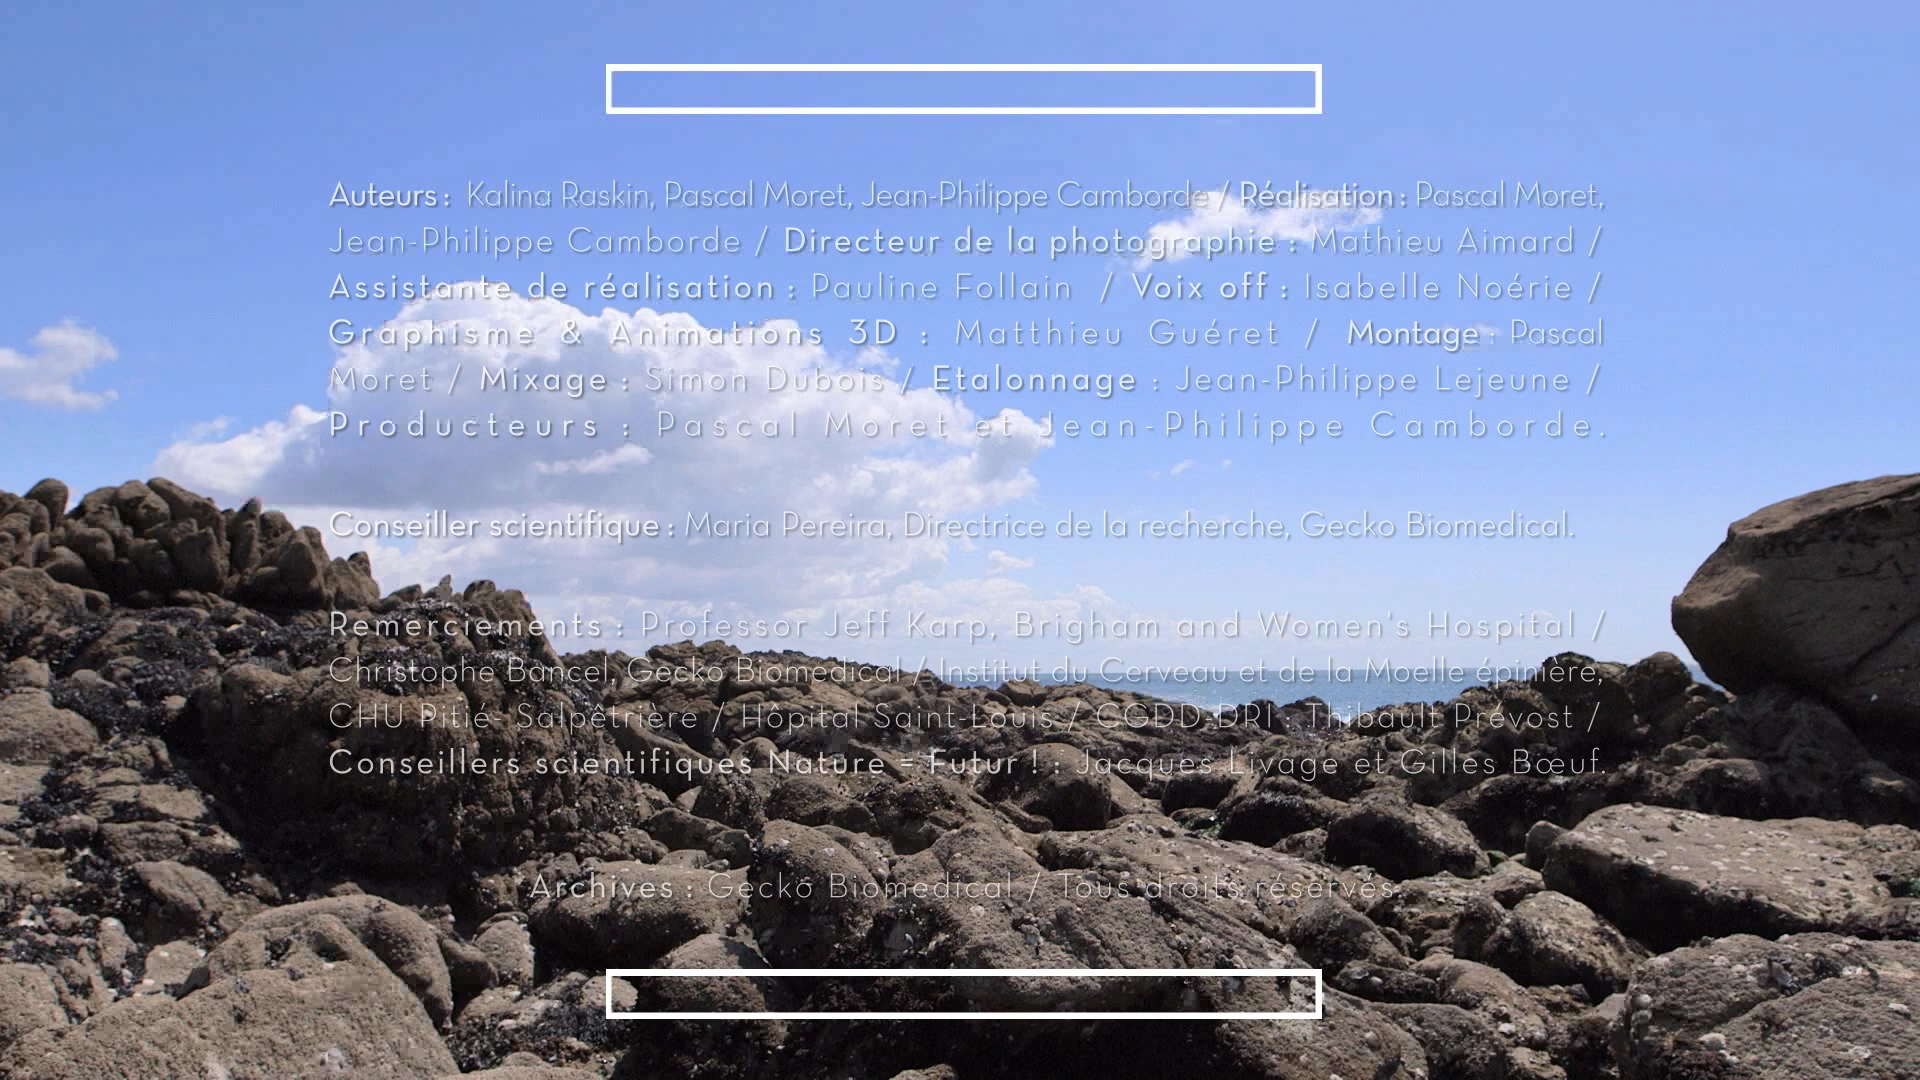 Auteurs : Kalina Raskin, Pascal Moret, Jean-Philippe Camborde / Réalisation : Pascal Moret,
Jean-Philippe Camborde / Directeur de la photographie : Mathieu Aimard /
Assistante de réalisation : Pauline Follain / Voix off : Isabelle Noérie /
Graphisme & Animations 3D : Matthieu Guéret / Montage : Pascal
Moret / Mixage : Simon Dubois / Etalonnage : Jean-Philippe Lejeune /
Producteurs : Pascal Moret et Jean-Philippe Camborde.
Conseiller scientifique : Maria Pereira, Directrice de la recherche, Gecko Biomedical.
Remerciements : Professor Jeff Karp, Brigham and Women's Hospital /
Christophe Bancel, Gecko Biomedical / Institut du Cerveau et de la Moelle épinière,
CHU Pitié- Salpêtrière / Hôpital Saint-Louis / CGDD-DRI : Thibault Prévost /
Conseillers scientifiques Nature = Futur ! : Jacques Livage et Gilles Bœuf.
Archives : Gecko Biomedical / Tous droits réservés.